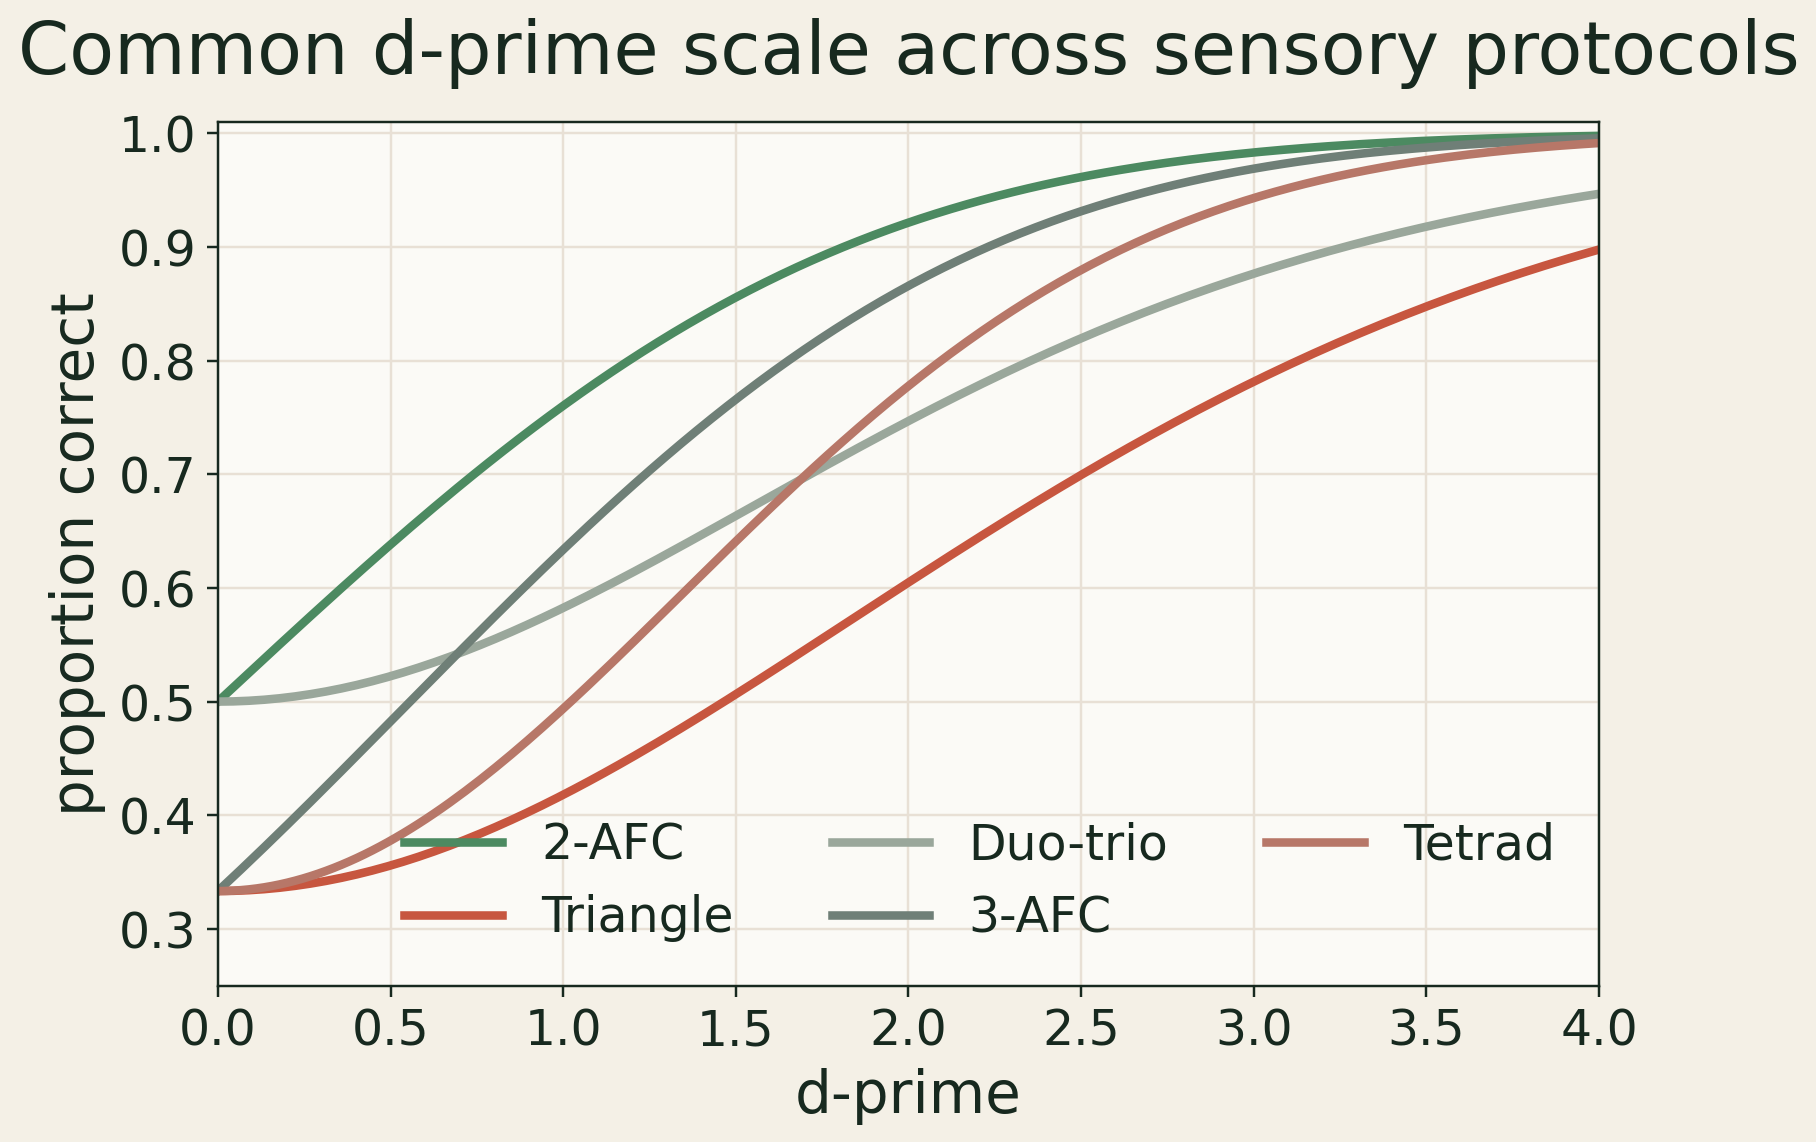 Common d-prime scale across sensory protocols
proportion correct
1.0
0.9
0.8
0.7
0.6
0.5
0.4
0.3
2-AFC
Triangle
Duo-trio
3-AFC
Tetrad
0.0 0.5 1.0 1.5 2.0 2.5 3.0 3.5 4.0
d-prime